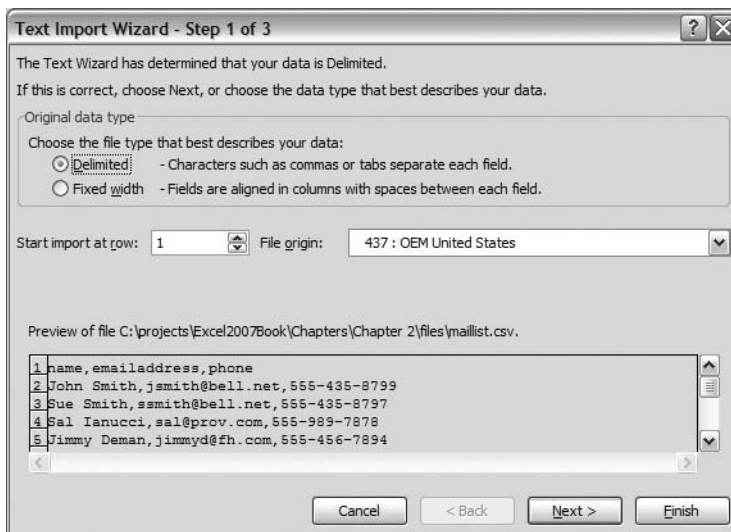 Text Import Wizard - Step 1 of 3
The Text Wizard has determined that your data is Delimited.
If this is correct, choose Next, or choose the data type that best describes your data.
Original data type
Choose the file type that best describes your data:
Delimited - Characters such as commas or tabs separate each field.
Fixed width - Fields are aligned in columns with spaces between each field.
Start import at row: 1 File origin: 437 : OEM United States
Preview of file C:\projects\Excel2007Book\Chapters\Chapter 2\files\maillist.csv.
1 name,emailaddress,phone
2 John Smith,jsmith@bell.net,555-435-8799
3 Sue Smith,ssmith@bell.net,555-435-8797
4 Sal Ianucci,sal@prov.com,555-989-7878
5 Jimmy Deman,jimmyd@fh.com,555-456-7894
Cancel < Back Next > Finish